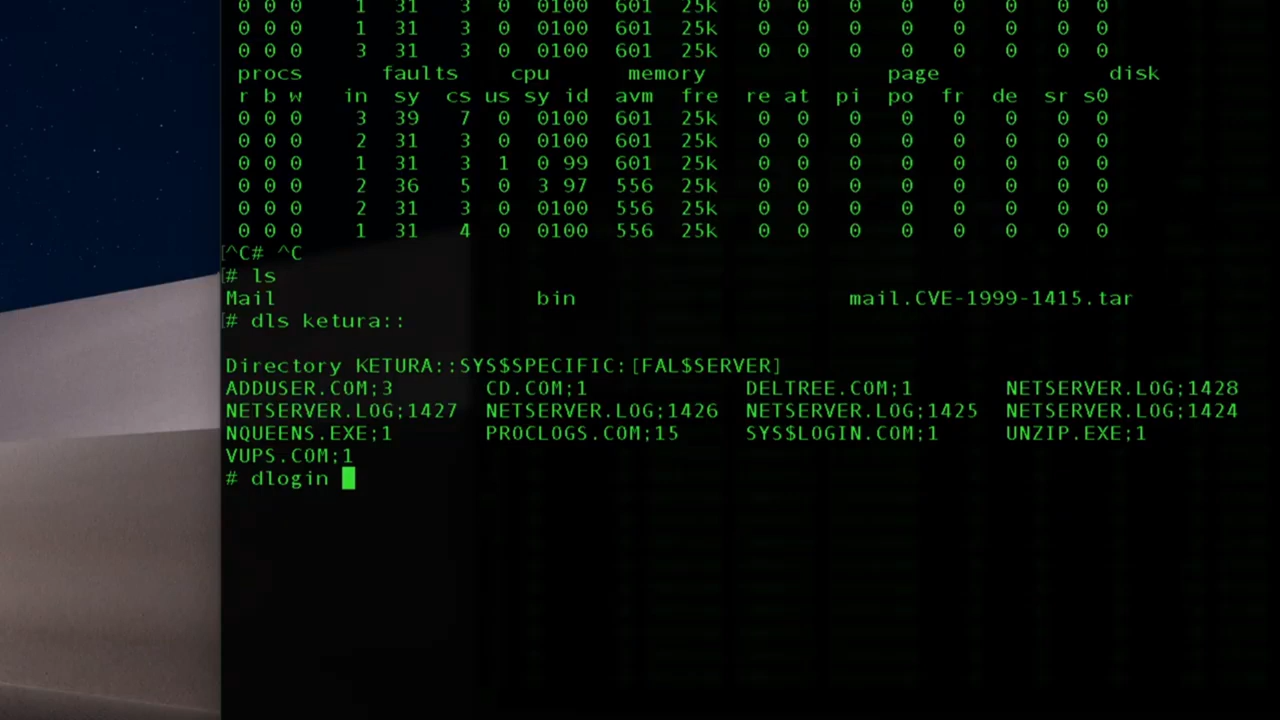 0 0 0 1 31 3 0 0100 601 25k 0 0 0 0 0 0 0
0 0 0 1 31 3 0 0100 601 25k 0 0 0 0 0 0 0
0 0 0 3 31 3 0 0100 601 25k 0 0 0 0 0 0 0
procs faults cpu memory page disk
r b w in sy cs us sy id avm fre re at pi po fr de sr s0
0 0 0 3 39 7 0 0100 601 25k 0 0 0 0 0 0 0 0
0 0 0 2 31 3 0 0100 601 25k 0 0 0 0 0 0 0 0
0 0 0 1 31 3 1 0 99 601 25k 0 0 0 0 0 0 0 0
0 0 0 2 36 5 0 3 97 556 25k 0 0 0 0 0 0 0 0
0 0 0 2 31 3 0 0100 556 25k 0 0 0 0 0 0 0 0
0 0 0 1 31 4 0 0100 556 25k 0 0 0 0 0 0 0 0
[^C# ^C
[# ls
Mail bin mail.CVE-1999-1415.tar
[# dls ketura::
Directory KETURA::SYS$SPECIFIC:[FAL$SERVER]
ADDUSER.COM;3 CD.COM;1 DELTREE.COM;1 NETSERVER.LOG;1428
NETSERVER.LOG;1427 NETSERVER.LOG;1426 NETSERVER.LOG;1425 NETSERVER.LOG;1424
NQUEENS.EXE;1 PROCLOGS.COM;15 SYS$LOGIN.COM;1 UNZIP.EXE;1
VUPS.COM;1
# dlogin